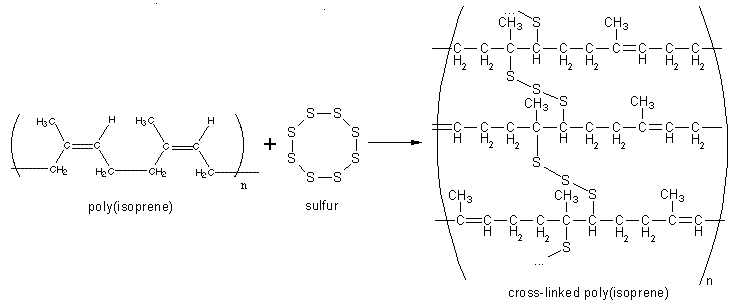 ... S
CH3 CH3
C C C C C C C C C C
H2 H2 H H2 H2 H H2 H2
S
S
S
CH3 CH3
C C C C C C C C C C
H H2 H2 H H2 H2 H H2
S
S
S
CH3 CH3 CH3
C C C C C C C C C C
H H2 H2 H H2 H2 H
S
...
n
cross-linked poly(isoprene)
H3C H H3C H
C C C C
CH2 H2C CH2 H2C
n
poly(isoprene)
+
S S
S S
S S
S S
sulfur